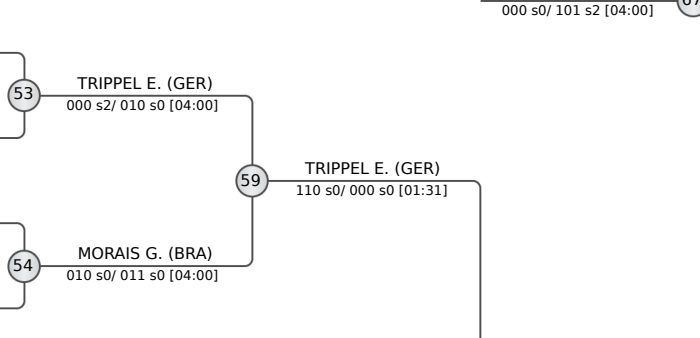 000 s0/ 101 s2 [04:00]
TRIPPEL E. (GER)
53
000 s2/ 010 s0 [04:00]
TRIPPEL E. (GER)
59
110 s0/ 000 s0 [01:31]
MORAIS G. (BRA)
54
010 s0/ 011 s0 [04:00]